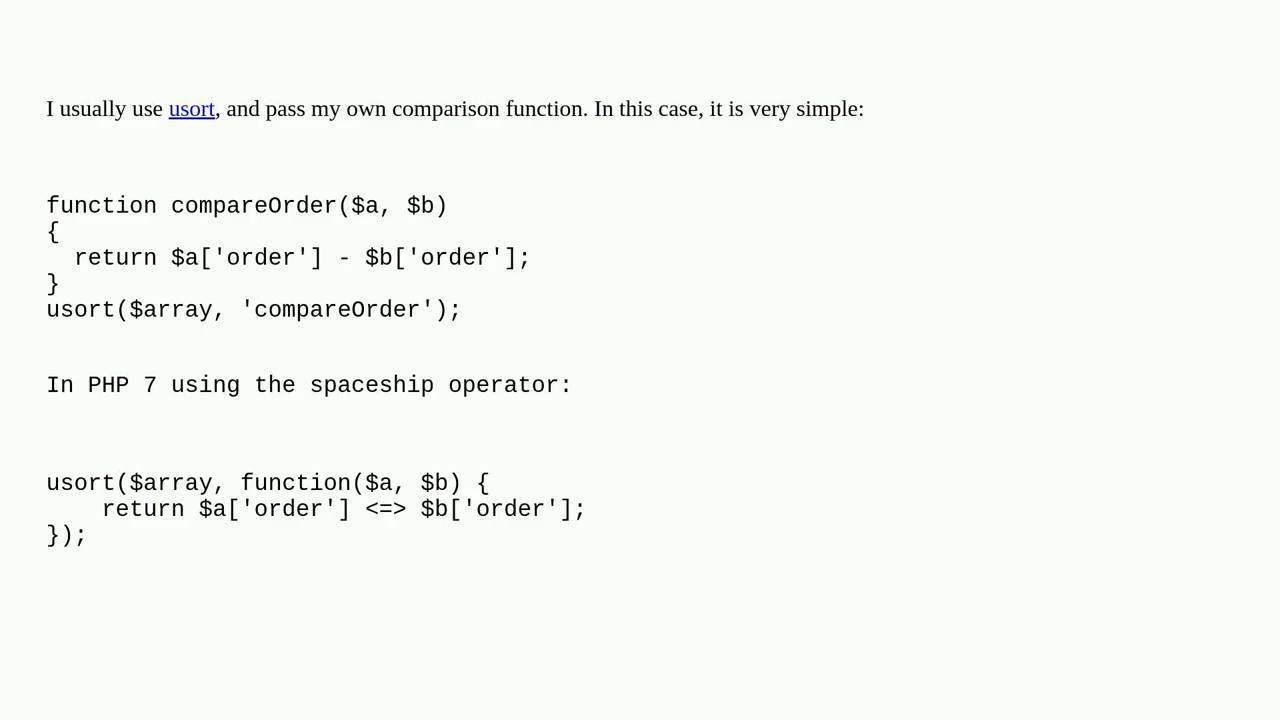 I usually use usort, and pass my own comparison function. In this case, it is very simple:
function compareOrder($a, $b)
{
  return $a['order'] - $b['order'];
}
usort($array, 'compareOrder');
In PHP 7 using the spaceship operator:
usort($array, function($a, $b) {
    return $a['order'] <=> $b['order'];
});